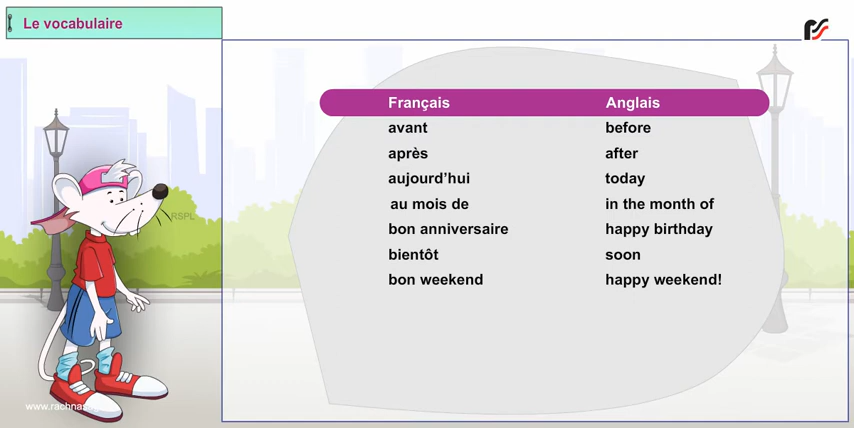 Le vocabulaire
Français Anglais
avant before
après after
aujourd'hui today
au mois de in the month of
bon anniversaire happy birthday
bientôt soon
bon weekend happy weekend!
RSPL